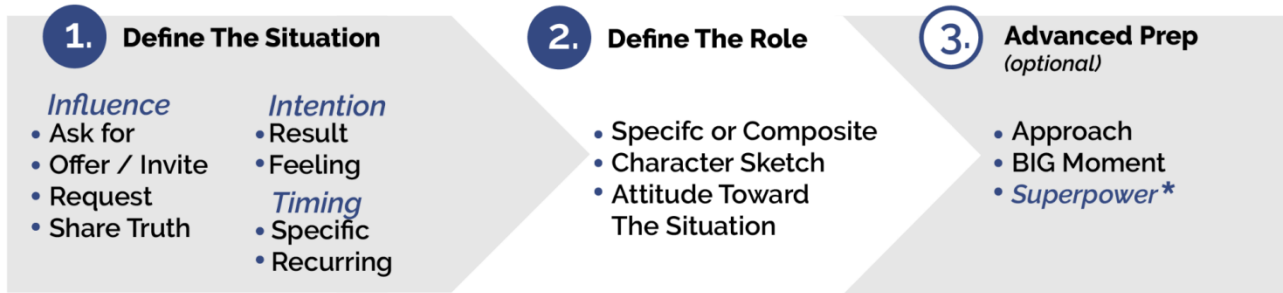 1. Define The Situation
Influence
• Ask for
• Offer / Invite
• Request
• Share Truth
Intention
• Result
• Feeling
Timing
• Specific
• Recurring
2. Define The Role
• Specifc or Composite
• Character Sketch
• Attitude Toward
The Situation
3. Advanced Prep
(optional)
• Approach
• BIG Moment
• Superpower*